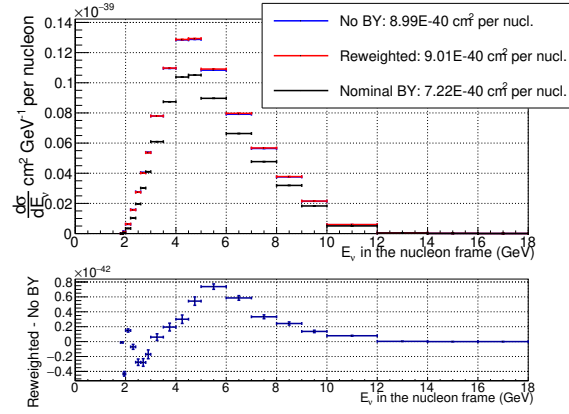 ×10⁻³⁹
No BY: 8.99E-40 cm² per nucl.
Reweighted: 9.01E-40 cm² per nucl.
Nominal BY: 7.22E-40 cm² per nucl.
dσ/dEᵥ cm² GeV⁻¹ per nucleon
0.14
0.12
0.1
0.08
0.06
0.04
0.02
0
0 2 4 6 8 10 12 14 16 18
Eᵥ in the nucleon frame (GeV)
×10⁻⁴²
Reweighted - No BY
0.8
0.6
0.4
0.2
0
−0.2
−0.4
0 2 4 6 8 10 12 14 16 18
Eᵥ in the nucleon frame (GeV)